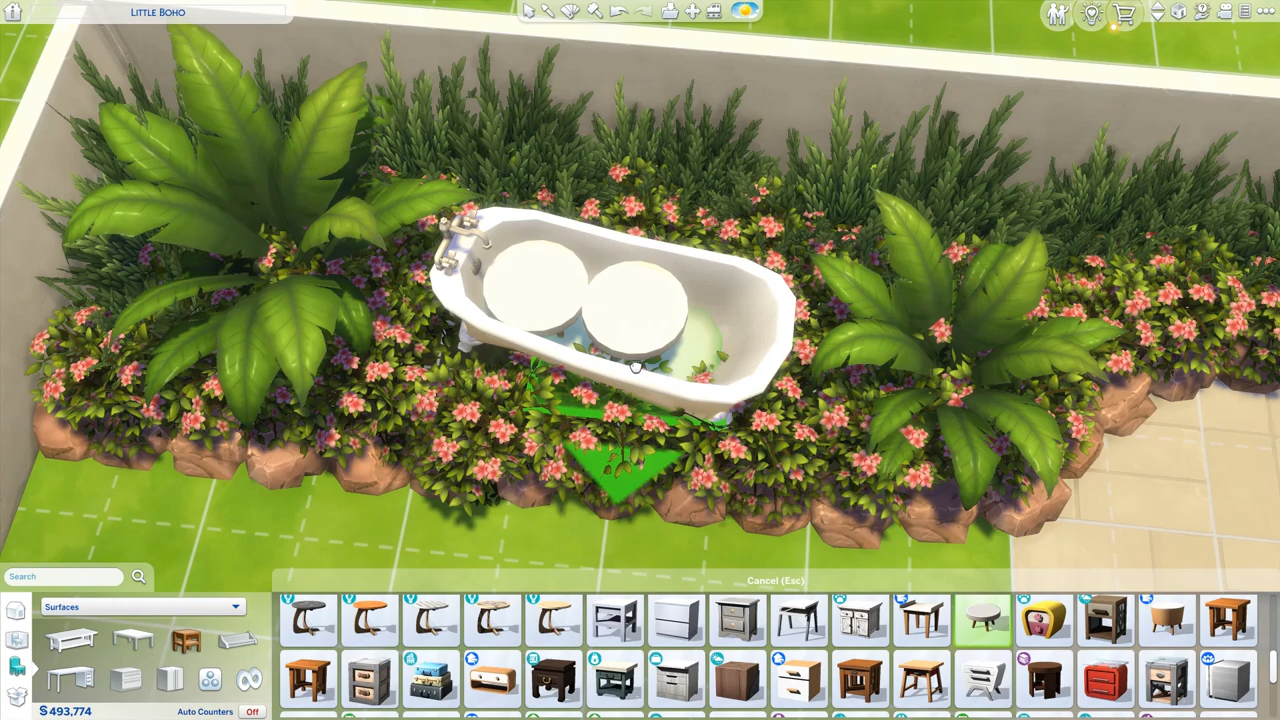 LITTLE BOHO
Search
Cancel (Esc)
Surfaces
§493,774
Auto Counters
Off